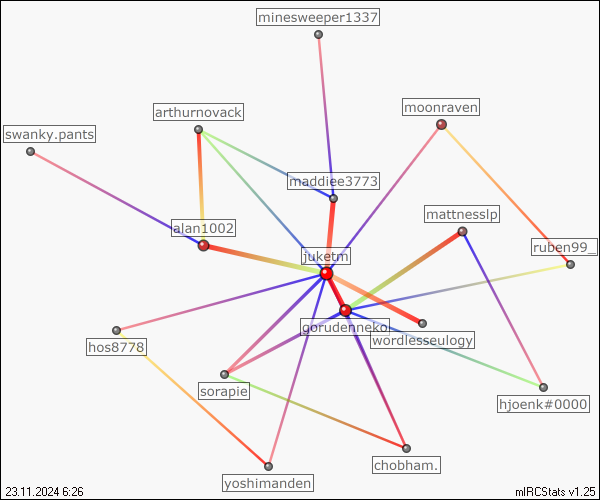 minesweeper1337
moonraven
arthurnovack
swanky.pants
maddiee3773
mattnesslp
alan1002
ruben99_
juketm
gorudenneko
wordlesseulogy
hos8778
sorapie
hjoenk#0000
chobham.
yoshimanden
23.11.2024 6:26
mIRCStats v1.25